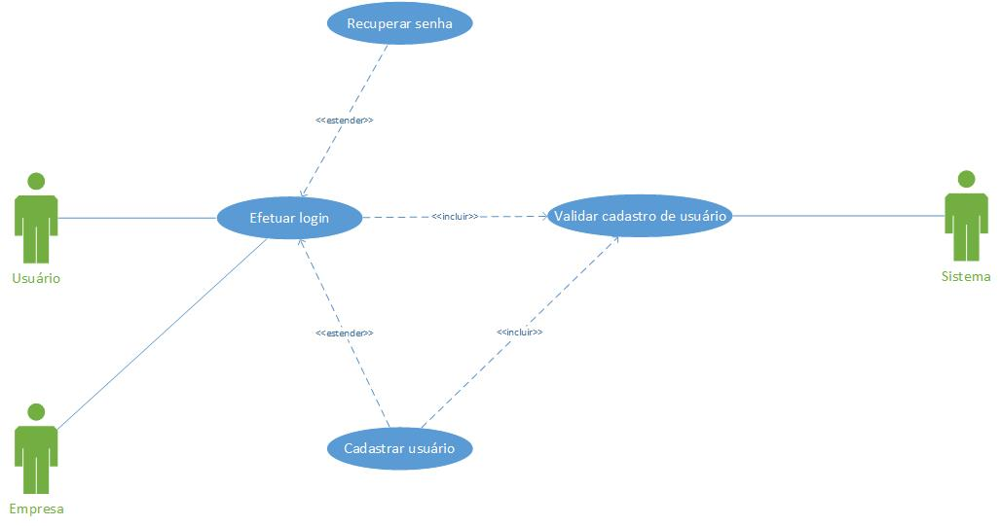 Recuperar senha
<<estender>>
Efetuar login
<<incluir>>
Validar cadastro de usuário
Usuário
Sistema
<<estender>>
<<incluir>>
Cadastrar usuário
Empresa